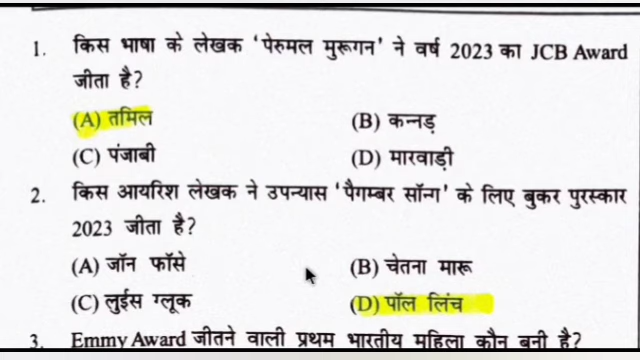 1. किस भाषा के लेखक 'पेरुमल मुरूगन' ने वर्ष 2023 का JCB Award
जीता है?
(A) तमिल (B) कन्नड़
(C) पंजाबी (D) मारवाड़ी
2. किस आयरिश लेखक ने उपन्यास 'पैगम्बर सॉन्ग' के लिए बुकर पुरस्कार
2023 जीता है?
(A) जॉन फॉसे (B) चेतना मारू
(C) लुईस ग्लूक (D) पॉल लिंच
3. Emmy Award जीतने वाली प्रथम भारतीय महिला कौन बनी है?